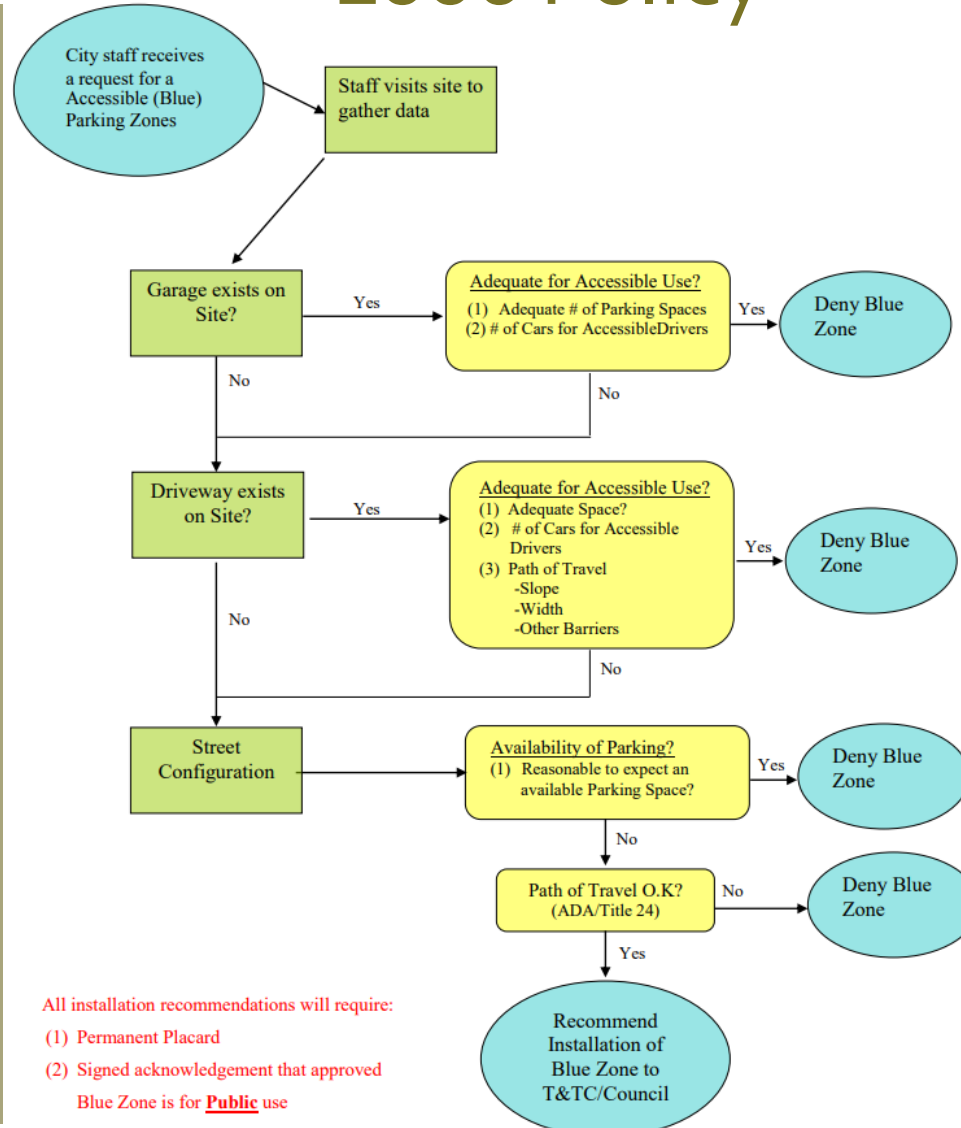 Policy
City staff receives
a request for a
Accessible (Blue)
Parking Zones
Staff visits site to
gather data
Garage exists on
Site?
Yes
Adequate for Accessible Use?
(1) Adequate # of Parking Spaces
(2) # of Cars for AccessibleDrivers
Yes
Deny Blue
Zone
No
No
Driveway exists
on Site?
Yes
Adequate for Accessible Use?
(1) Adequate Space?
(2) # of Cars for Accessible
Drivers
(3) Path of Travel
-Slope
-Width
-Other Barriers
Yes
Deny Blue
Zone
No
No
Street
Configuration
Availability of Parking?
(1) Reasonable to expect an
available Parking Space?
Yes
Deny Blue
Zone
No
Path of Travel O.K?
(ADA/Title 24)
No
Deny Blue
Zone
Yes
Recommend
Installation of
Blue Zone to
T&TC/Council
All installation recommendations will require:
(1) Permanent Placard
(2) Signed acknowledgement that approved
Blue Zone is for Public use